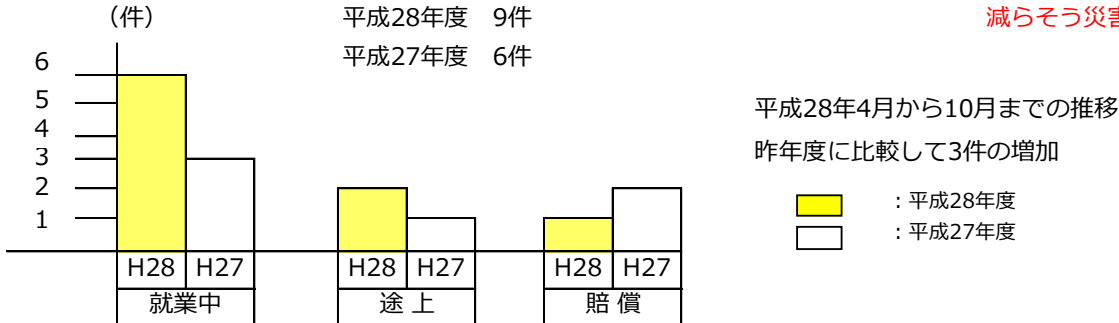 （件）
平成28年度　9件
減らそう災害
平成27年度　6件
6
5
4
3
2
1
平成28年4月から10月までの推移
昨年度に比較して3件の増加
：平成28年度
：平成27年度
H28 H27 H28 H27 H28 H27
就業中 途 上 賠 償